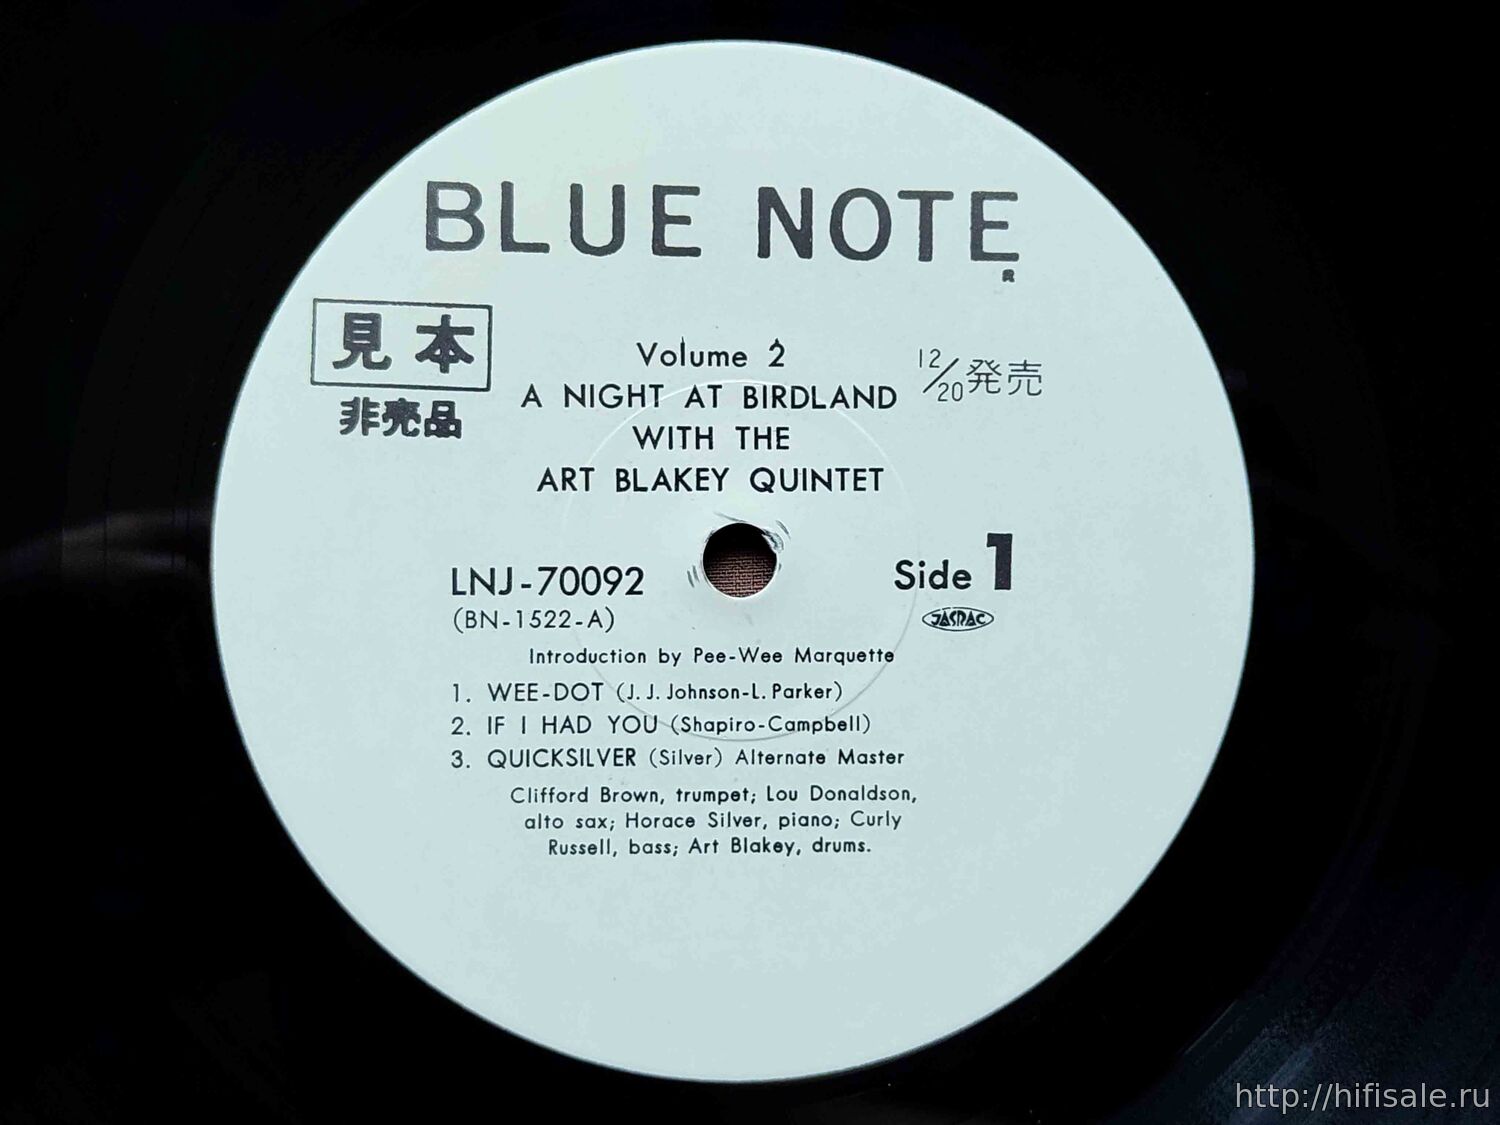 BLUE NOTE
R
見本
非売品
Volume 2
A NIGHT AT BIRDLAND
WITH THE
ART BLAKEY QUINTET
12/20発売
LNJ-70092
(BN-1522-A)
Side 1
JASRAC
Introduction by Pee-Wee Marquette
1. WEE-DOT (J. J. Johnson-L. Parker)
2. IF I HAD YOU (Shapiro-Campbell)
3. QUICKSILVER (Silver) Alternate Master
Clifford Brown, trumpet; Lou Donaldson,
alto sax; Horace Silver, piano; Curly
Russell, bass; Art Blakey, drums.
http://hifisale.ru